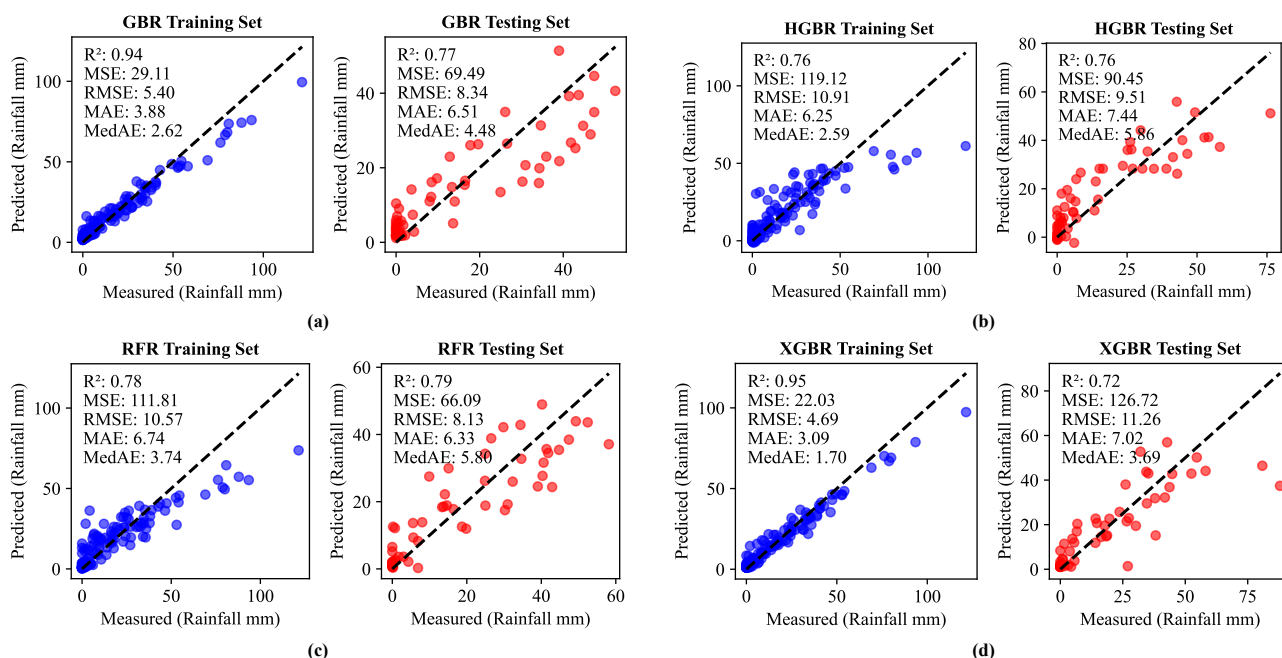 GBR Training Set
R²: 0.94
MSE: 29.11
RMSE: 5.40
MAE: 3.88
MedAE: 2.62
Predicted (Rainfall mm)
100
50
0
0
50
100
Measured (Rainfall mm)
GBR Testing Set
R²: 0.77
MSE: 69.49
RMSE: 8.34
MAE: 6.51
MedAE: 4.48
Predicted (Rainfall mm)
40
20
0
0
20
40
Measured (Rainfall mm)
(a)
HGBR Training Set
R²: 0.76
MSE: 119.12
RMSE: 10.91
MAE: 6.25
MedAE: 2.59
Predicted (Rainfall mm)
100
50
0
0
50
100
Measured (Rainfall mm)
HGBR Testing Set
R²: 0.76
MSE: 90.45
RMSE: 9.51
MAE: 7.44
MedAE: 5.86
Predicted (Rainfall mm)
80
60
40
20
0
0
25
50
75
Measured (Rainfall mm)
(b)
RFR Training Set
R²: 0.78
MSE: 111.81
RMSE: 10.57
MAE: 6.74
MedAE: 3.74
Predicted (Rainfall mm)
100
50
0
0
50
100
Measured (Rainfall mm)
RFR Testing Set
R²: 0.79
MSE: 66.09
RMSE: 8.13
MAE: 6.33
MedAE: 5.80
Predicted (Rainfall mm)
60
40
20
0
0
20
40
60
Measured (Rainfall mm)
(c)
XGBR Training Set
R²: 0.95
MSE: 22.03
RMSE: 4.69
MAE: 3.09
MedAE: 1.70
Predicted (Rainfall mm)
100
50
0
0
50
100
Measured (Rainfall mm)
XGBR Testing Set
R²: 0.72
MSE: 126.72
RMSE: 11.26
MAE: 7.02
MedAE: 3.69
Predicted (Rainfall mm)
80
60
40
20
0
0
25
50
75
Measured (Rainfall mm)
(d)